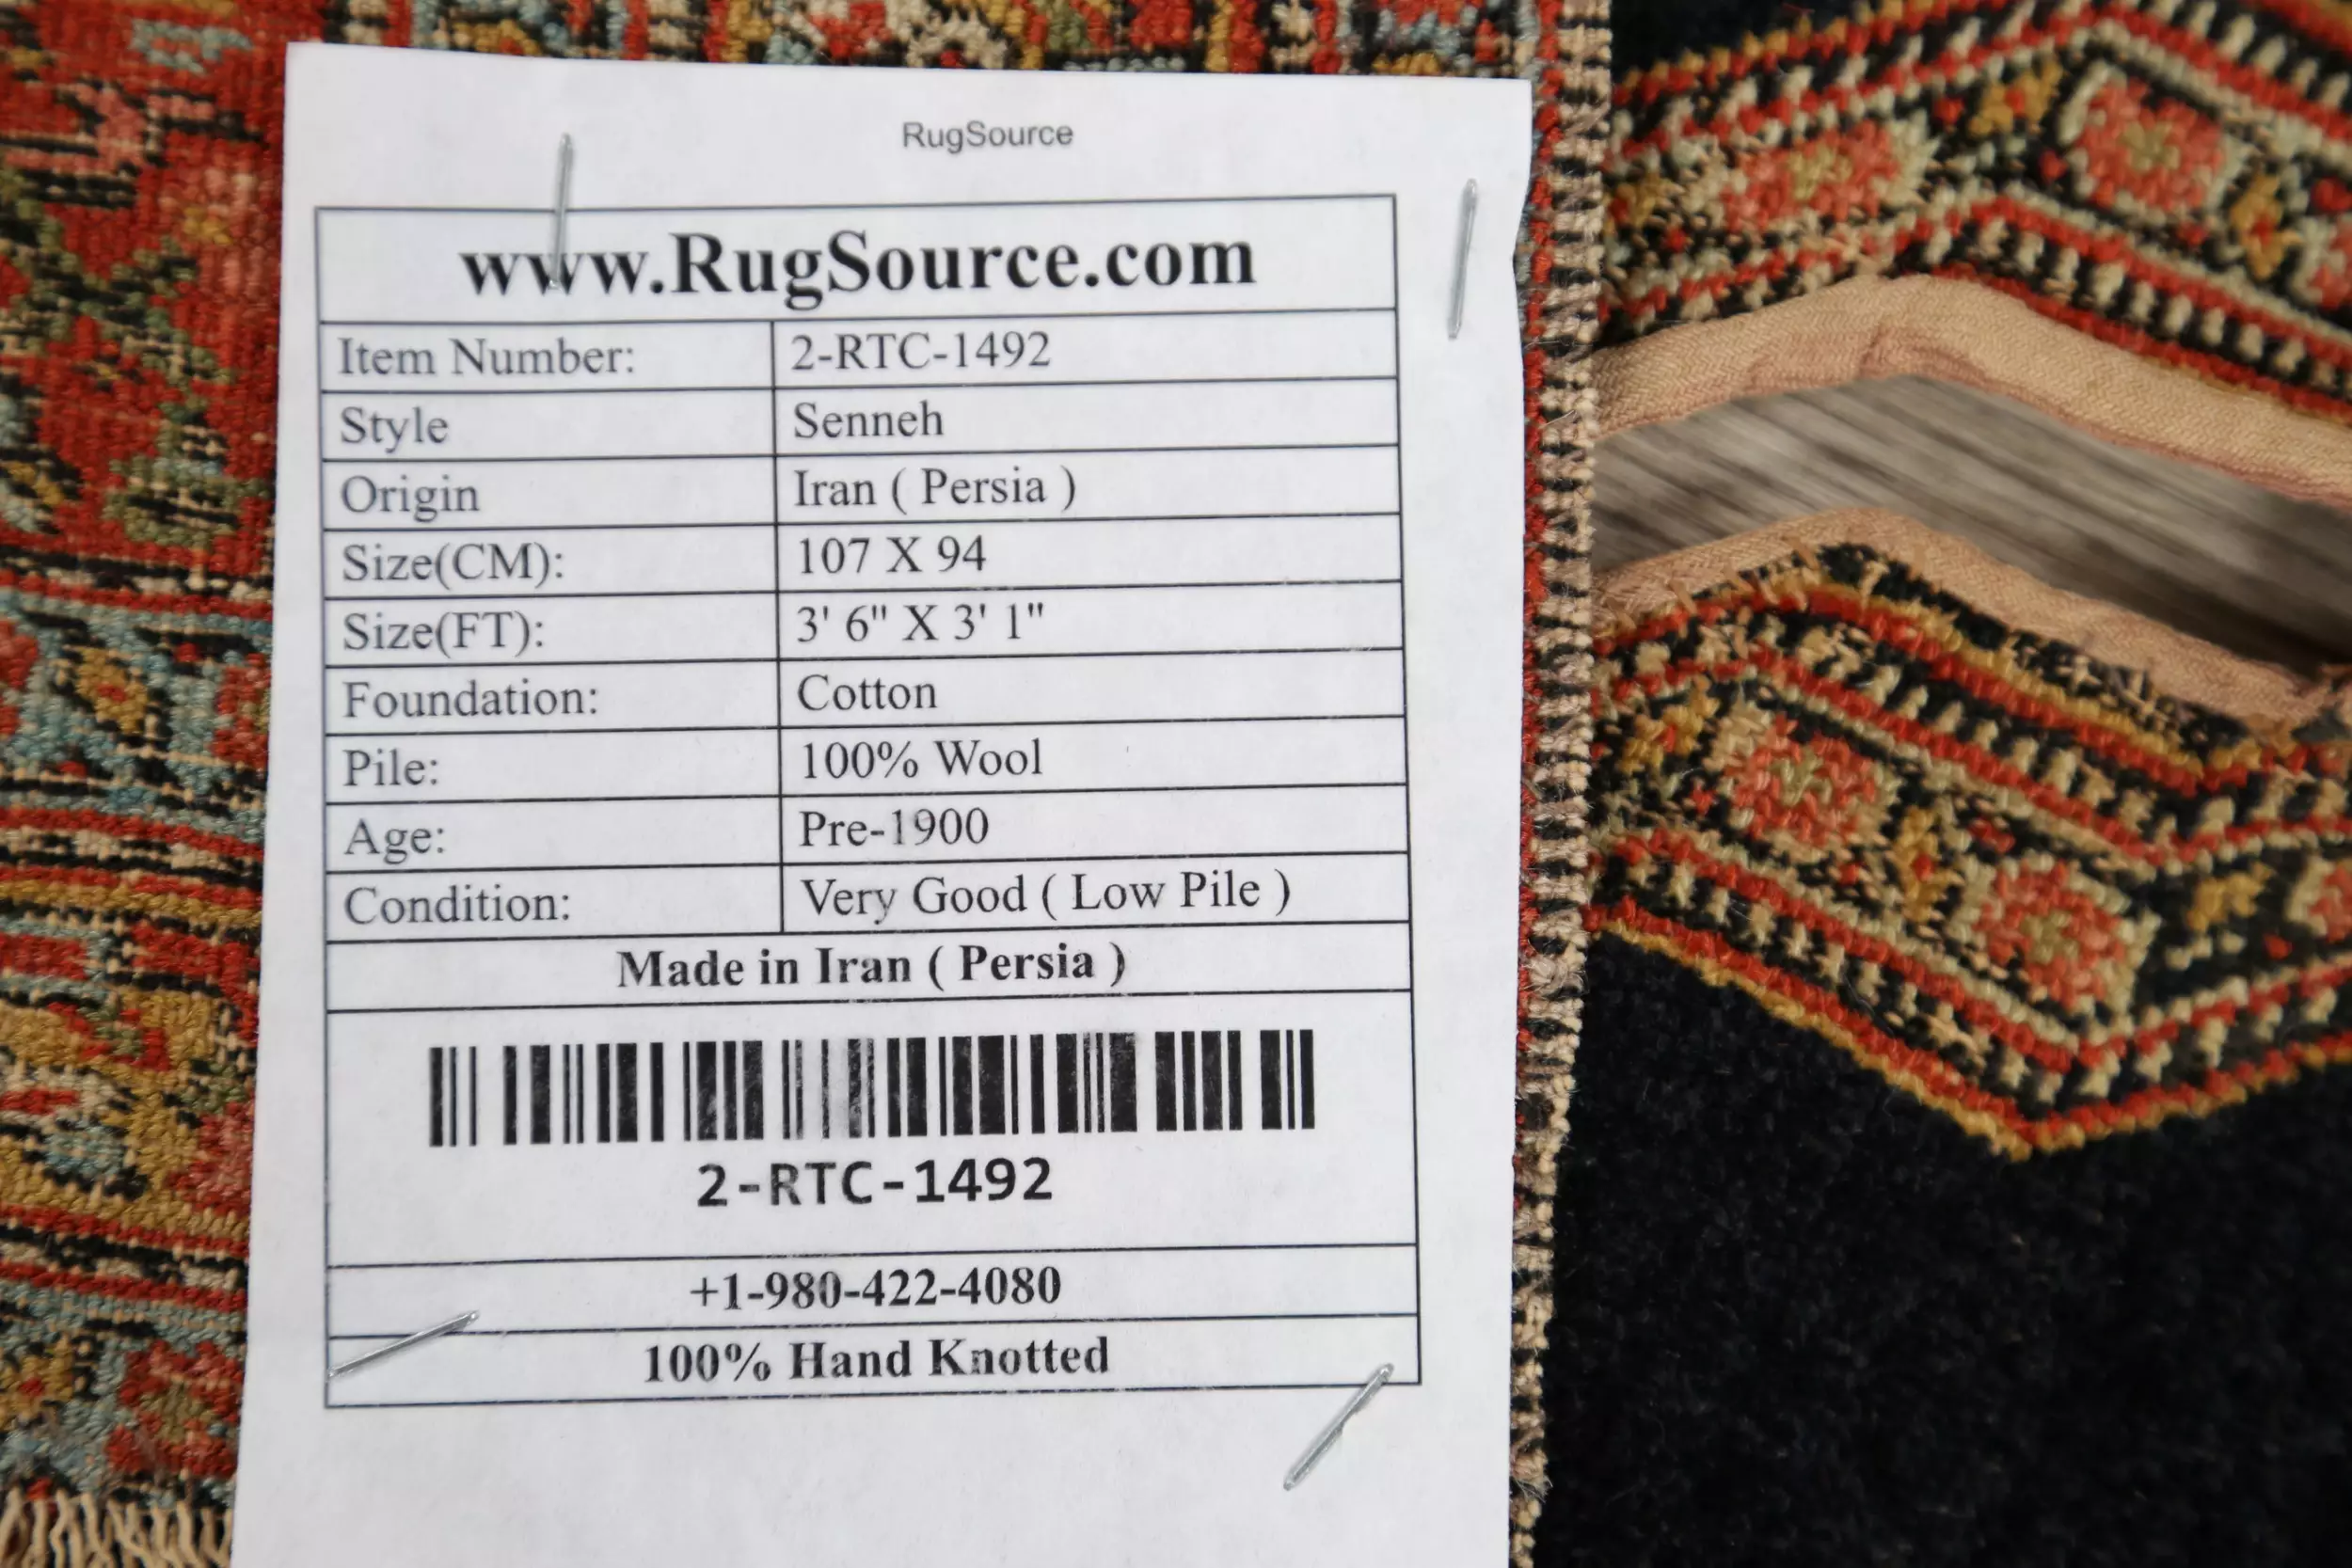 RugSource
www.RugSource.com
Item Number: 2-RTC-1492
Style Senneh
Origin Iran ( Persia )
Size(CM): 107 X 94
Size(FT): 3' 6" X 3' 1"
Foundation: Cotton
Pile: 100% Wool
Age: Pre-1900
Condition: Very Good ( Low Pile )
Made in Iran ( Persia )
2-RTC-1492
+1-980-422-4080
100% Hand Knotted